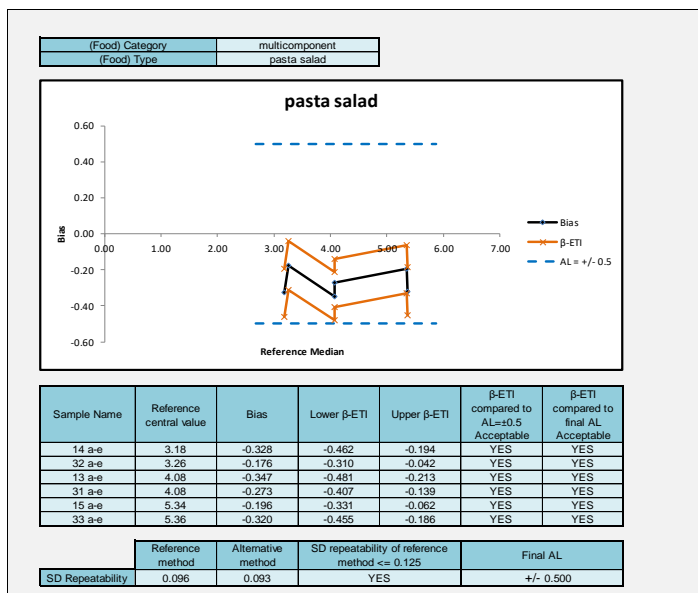 (Food) Category multicomponent
(Food) Type pasta salad
pasta salad
0.60
0.40
0.20
0.00
-0.20
-0.40
-0.60
0.00 1.00 2.00 3.00 4.00 5.00 6.00 7.00
Bias
Reference Median
Bias
β-ETI
AL = +/- 0.5
Sample Name Reference central value Bias Lower β-ETI Upper β-ETI β-ETI compared to AL=±0.5 Acceptable β-ETI compared to final AL Acceptable
14 a-e 3.18 -0.328 -0.462 -0.194 YES YES
32 a-e 3.26 -0.176 -0.310 -0.042 YES YES
13 a-e 4.08 -0.347 -0.481 -0.213 YES YES
31 a-e 4.08 -0.273 -0.407 -0.139 YES YES
15 a-e 5.34 -0.196 -0.331 -0.062 YES YES
33 a-e 5.36 -0.320 -0.455 -0.186 YES YES
Reference method Alternative method SD repeatability of reference method <= 0.125 Final AL
SD Repeatability 0.096 0.093 YES +/- 0.500